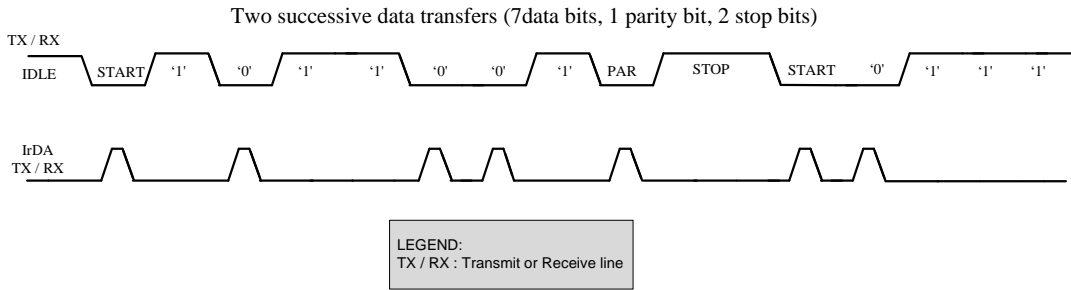 Two successive data transfers (7data bits, 1 parity bit, 2 stop bits)
TX / RX
IDLE START ‘1’ ‘0’ ‘1’ ‘1’ ‘0’ ‘0’ ‘1’ PAR STOP START ‘0’ ‘1’ ‘1’ ‘1’
IrDA
TX / RX
LEGEND:
TX / RX : Transmit or Receive line